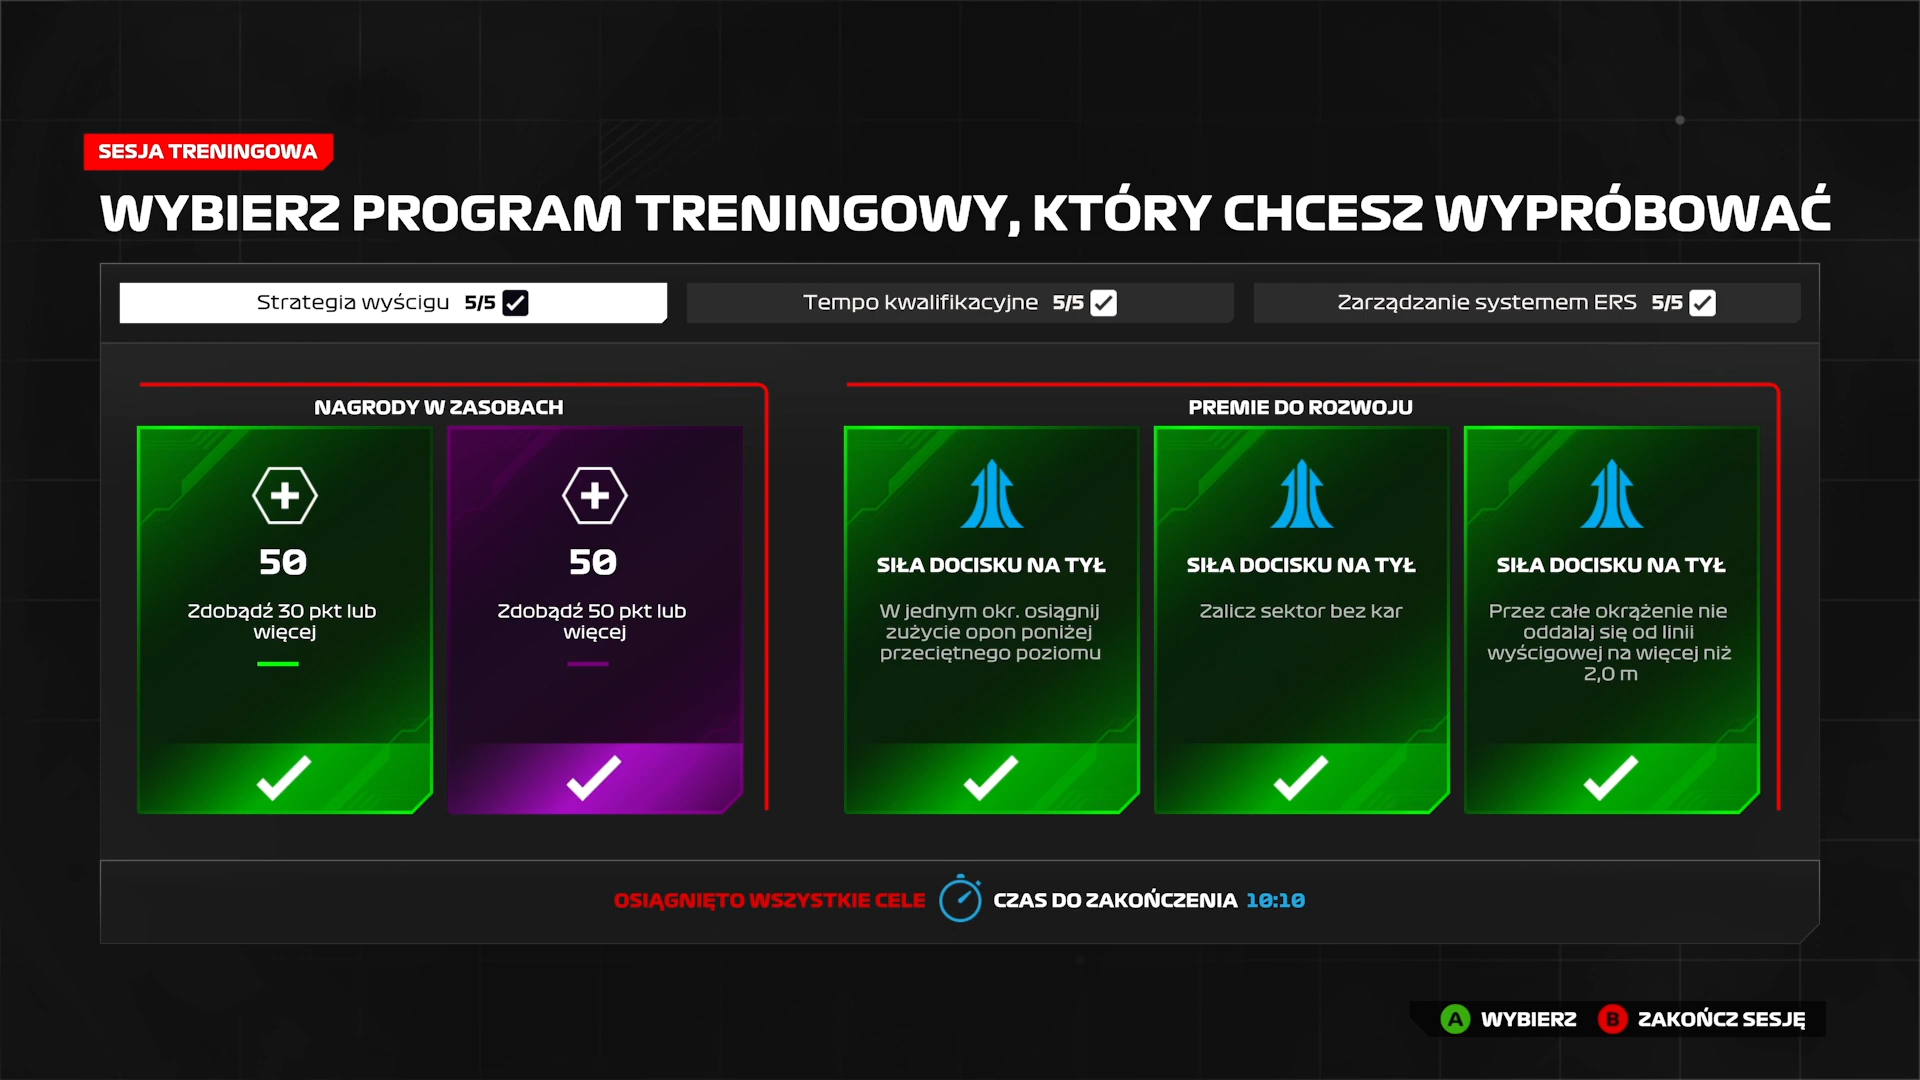 SESJA TRENINGOWA
WYBIERZ PROGRAM TRENINGOWY, KTÓRY CHCESZ WYPRÓBOWAĆ
Strategia wyścigu 5/5
Tempo kwalifikacyjne 5/5
Zarządzanie systemem ERS 5/5
NAGRODY W ZASOBACH
50
Zdobądź 30 pkt lub
więcej
50
Zdobądź 50 pkt lub
więcej
PREMIE DO ROZWOJU
SIŁA DOCISKU NA TYŁ
W jednym okr. osiągnij
zużycie opon poniżej
przeciętnego poziomu
SIŁA DOCISKU NA TYŁ
Zalicz sektor bez kar
SIŁA DOCISKU NA TYŁ
Przez całe okrążenie nie
oddalaj się od linii
wyścigowej na więcej niż
2,0 m
OSIĄGNIĘTO WSZYSTKIE CELE
CZAS DO ZAKOŃCZENIA 10:10
A WYBIERZ
B ZAKOŃCZ SESJĘ